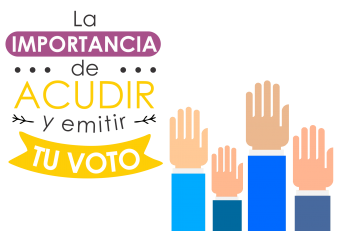 La
IMPORTANCIA
de
ACUDIR
y emitir
TU VOTO